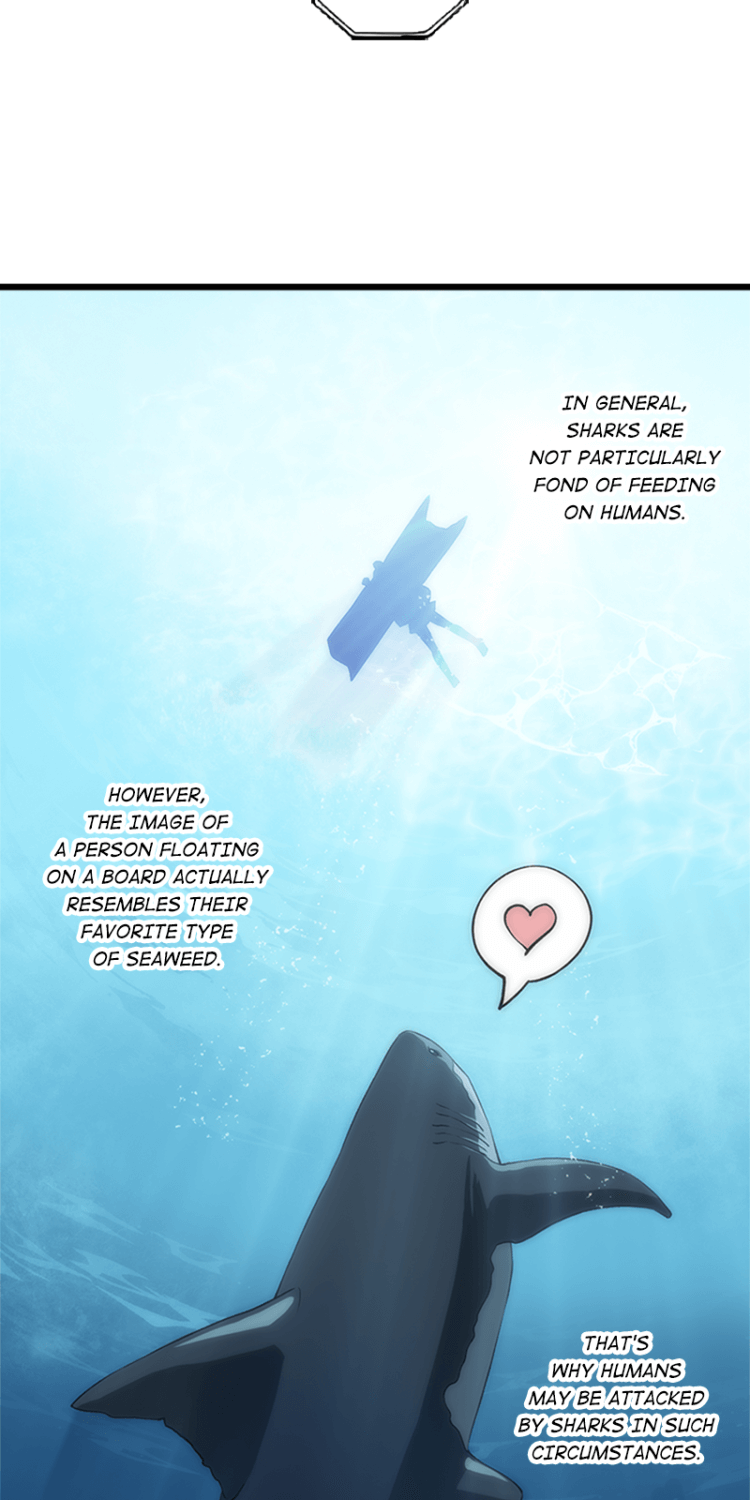 IN GENERAL,
SHARKS ARE
NOT PARTICULARLY
FOND OF FEEDING
ON HUMANS.
HOWEVER,
THE IMAGE OF
A PERSON FLOATING
ON A BOARD ACTUALLY
RESEMBLES THEIR
FAVORITE TYPE
OF SEAWEED.
THAT'S
WHY HUMANS
MAY BE ATTACKED
BY SHARKS IN SUCH
CIRCUMSTANCES.